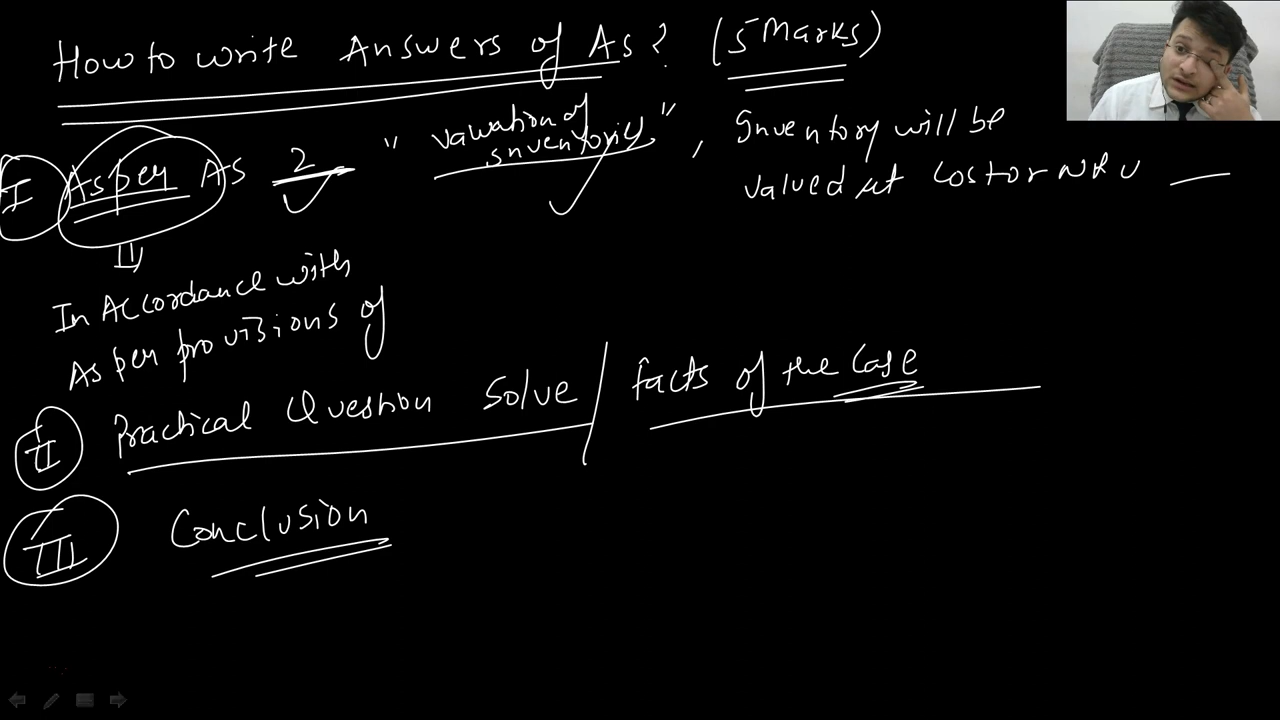 How to write Answers of As? (5 Marks)
I As per AS 2 " valuation of inventories ", Inventory will be
valued at cost or NRV —
||
In Accordance with
As per provisions of
II Practical Question Solve / facts of the Case
III Conclusion